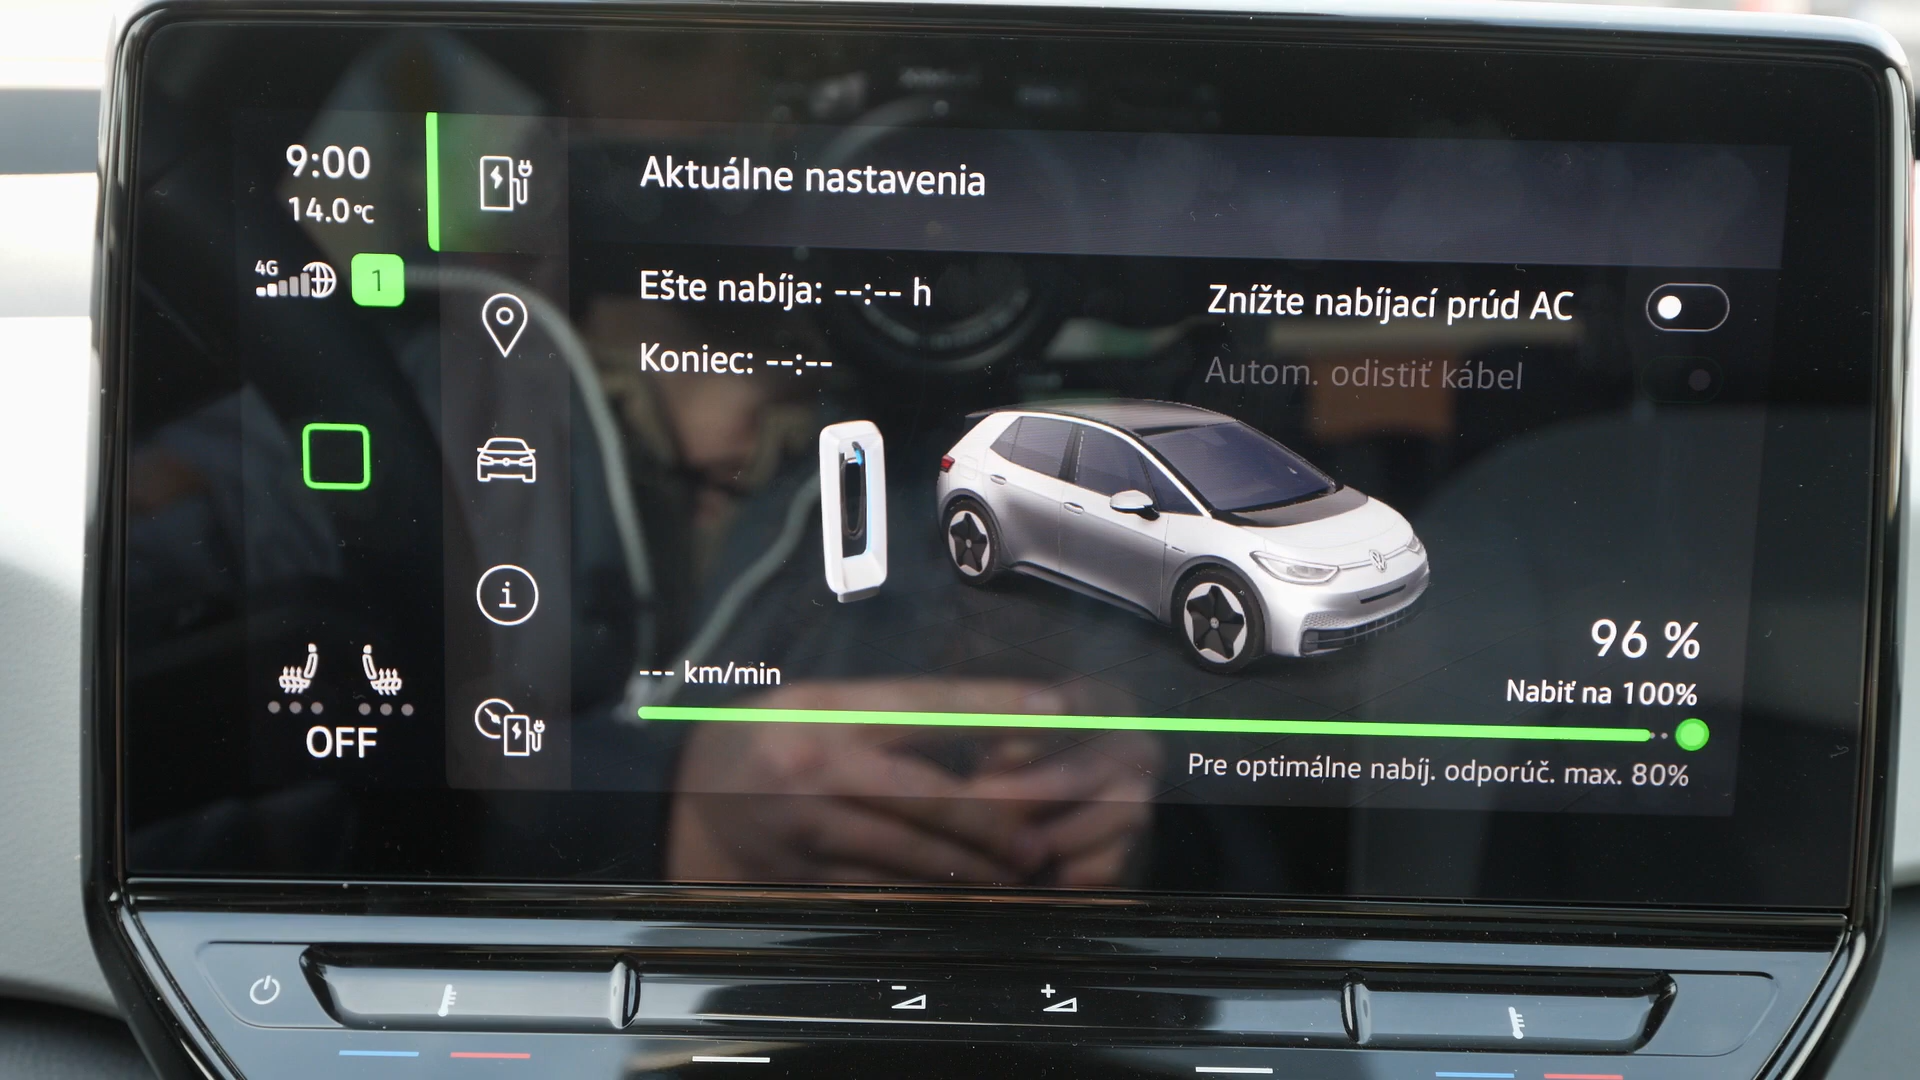 9:00
14.0°C
4G
1
OFF
Aktuálne nastavenia
Ešte nabíja: --:-- h
Koniec: --:--
Znížte nabíjací prúd AC
Autom. odistiť kábel
96 %
Nabiť na 100%
--- km/min
Pre optimálne nabíj. odporúč. max. 80%